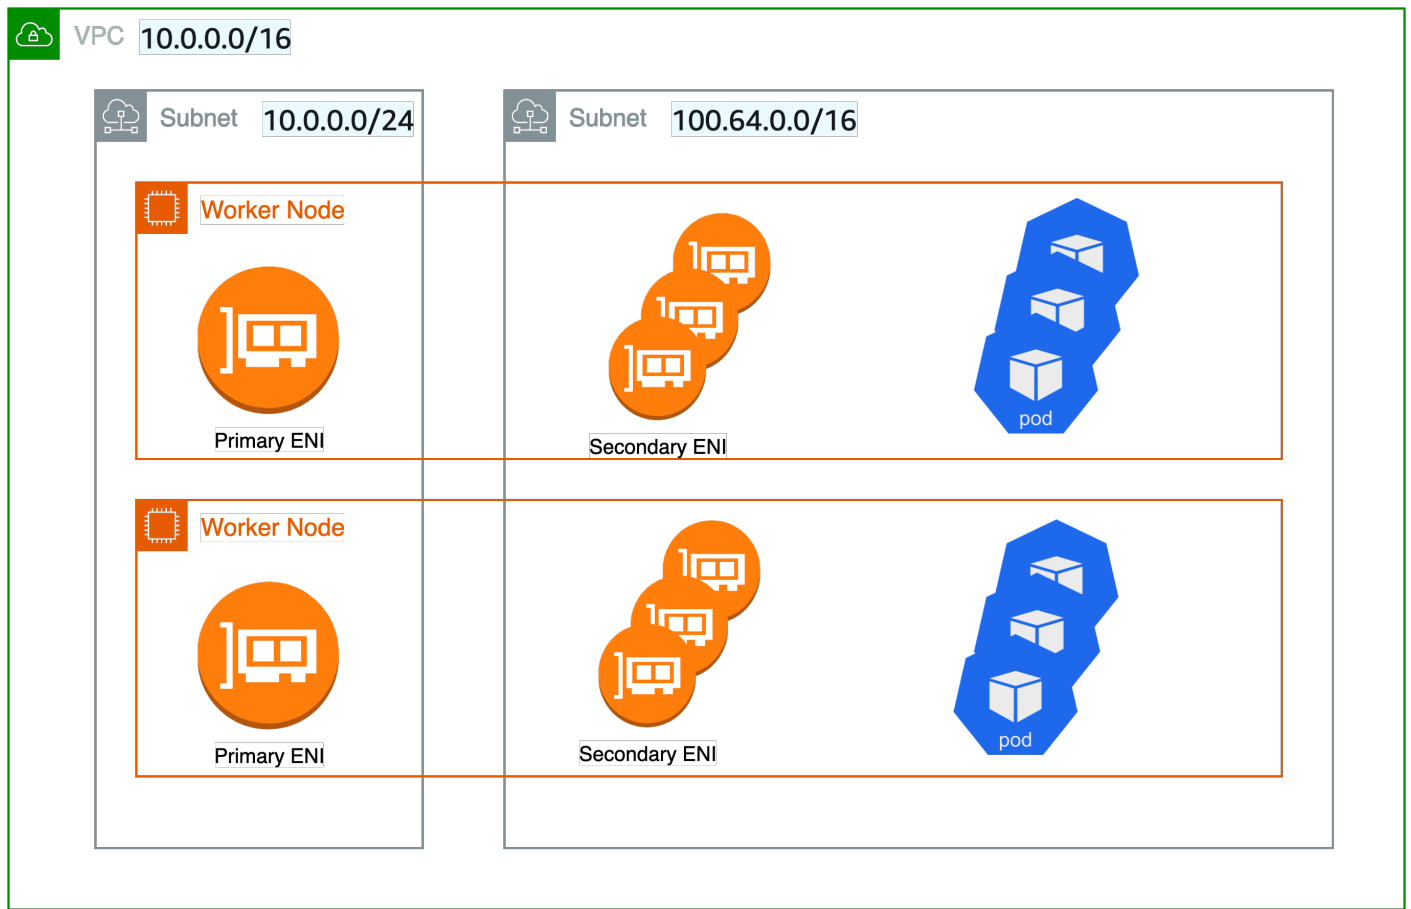 VPC 10.0.0.0/16
Subnet 10.0.0.0/24
Subnet 100.64.0.0/16
Worker Node
pod
Primary ENI
Secondary ENI
Worker Node
pod
Primary ENI
Secondary ENI